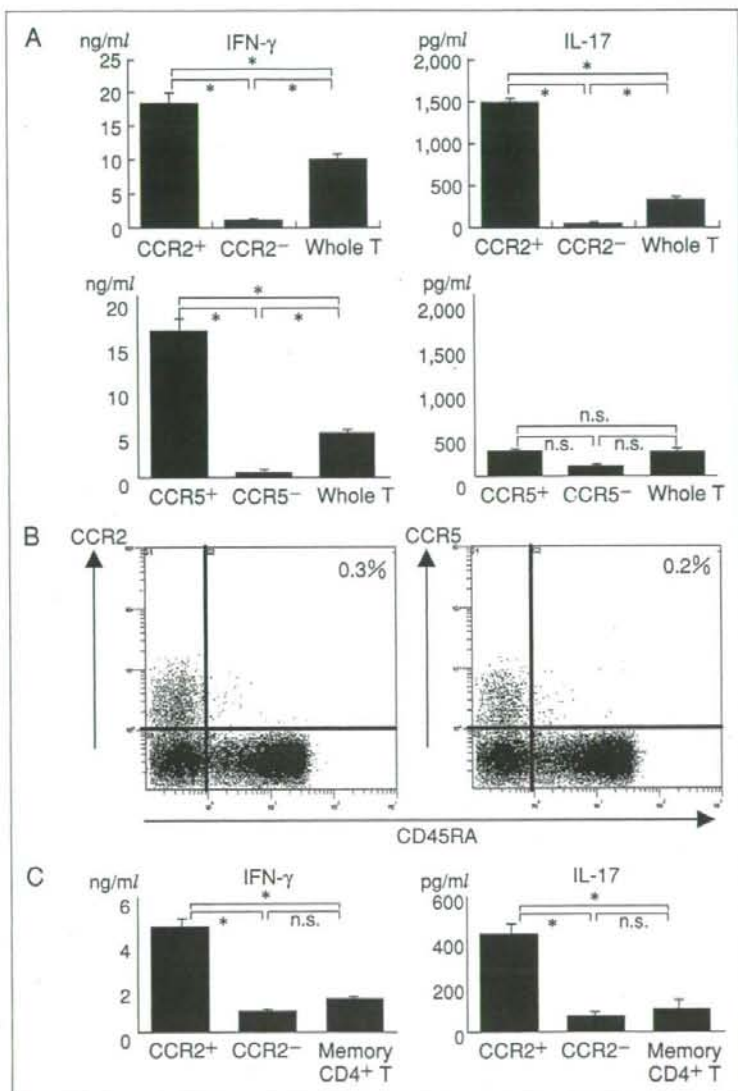 A
ng/ml IFN-γ
25
20
15
10
5
0
* * *
CCR2+ CCR2− Whole T
pg/ml IL-17
2,000
1,500
1,000
500
0
* * *
CCR2+ CCR2− Whole T
ng/ml
20
15
10
5
0
* * *
CCR5+ CCR5− Whole T
pg/ml
2,000
1,500
1,000
500
0
n.s.
n.s. n.s.
CCR5+ CCR5− Whole T
B
CCR2
0.3%
CCR5
0.2%
CD45RA
C
ng/ml IFN-γ
6
4
2
0
*
* n.s.
CCR2+ CCR2− Memory
CD4+ T
pg/ml IL-17
600
400
200
0
*
* n.s.
CCR2+ CCR2− Memory
CD4+ T